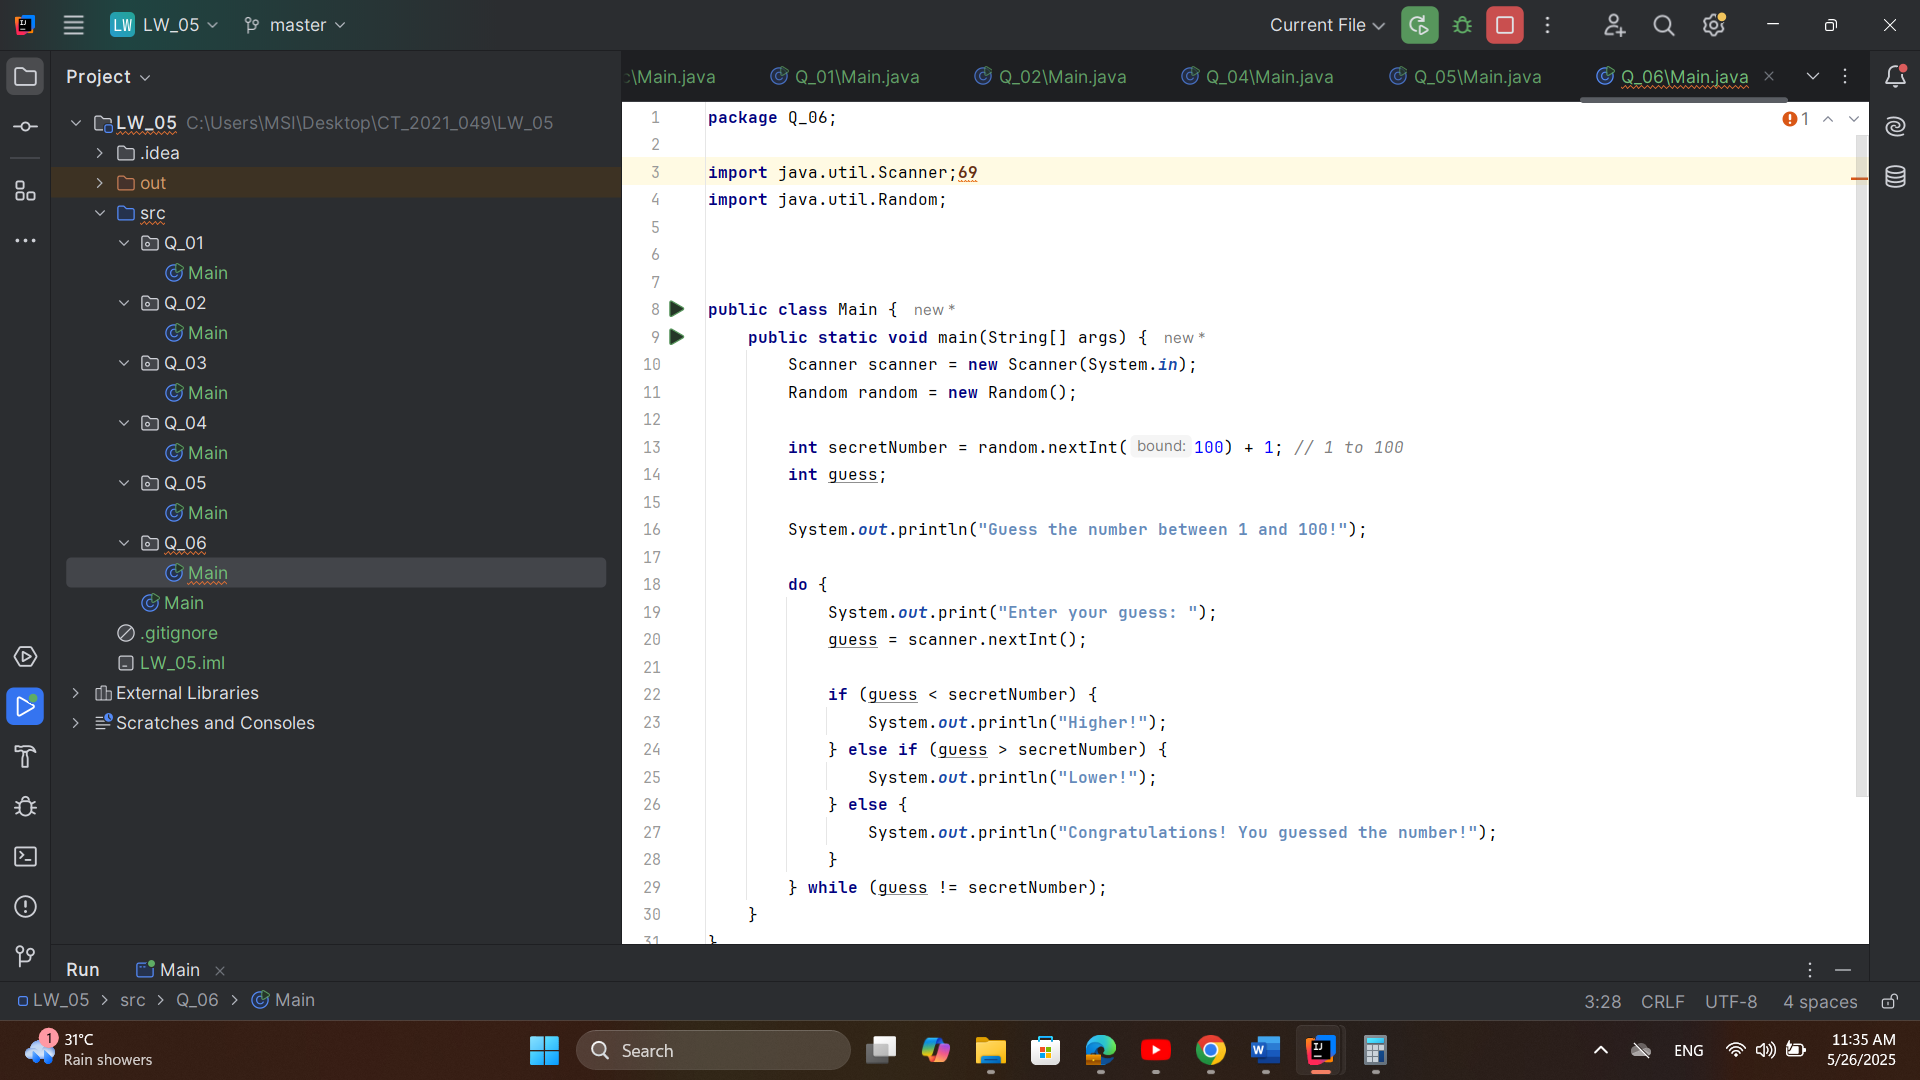 LW LW_05 master Current File
Project
c\Main.java Q_01\Main.java Q_02\Main.java Q_04\Main.java Q_05\Main.java Q_06\Main.java
LW_05 C:\Users\MSI\Desktop\CT_2021_049\LW_05
.idea
out
src
Q_01
Main
Q_02
Main
Q_03
Main
Q_04
Main
Q_05
Main
Q_06
Main
Main
.gitignore
LW_05.iml
External Libraries
Scratches and Consoles
1 package Q_06; 1
2
3 import java.util.Scanner;69
4 import java.util.Random;
5
6
7
8 public class Main { new *
9 public static void main(String[] args) { new *
10 Scanner scanner = new Scanner(System.in);
11 Random random = new Random();
12
13 int secretNumber = random.nextInt( bound: 100) + 1; // 1 to 100
14 int guess;
15
16 System.out.println("Guess the number between 1 and 100!");
17
18 do {
19 System.out.print("Enter your guess: ");
20 guess = scanner.nextInt();
21
22 if (guess < secretNumber) {
23 System.out.println("Higher!");
24 } else if (guess > secretNumber) {
25 System.out.println("Lower!");
26 } else {
27 System.out.println("Congratulations! You guessed the number!");
28 }
29 } while (guess != secretNumber);
30 }
31 }
Run Main
LW_05 > src > Q_06 > Main 3:28 CRLF UTF-8 4 spaces
1 31°C
Rain showers
Search
ENG
11:35 AM
5/26/2025